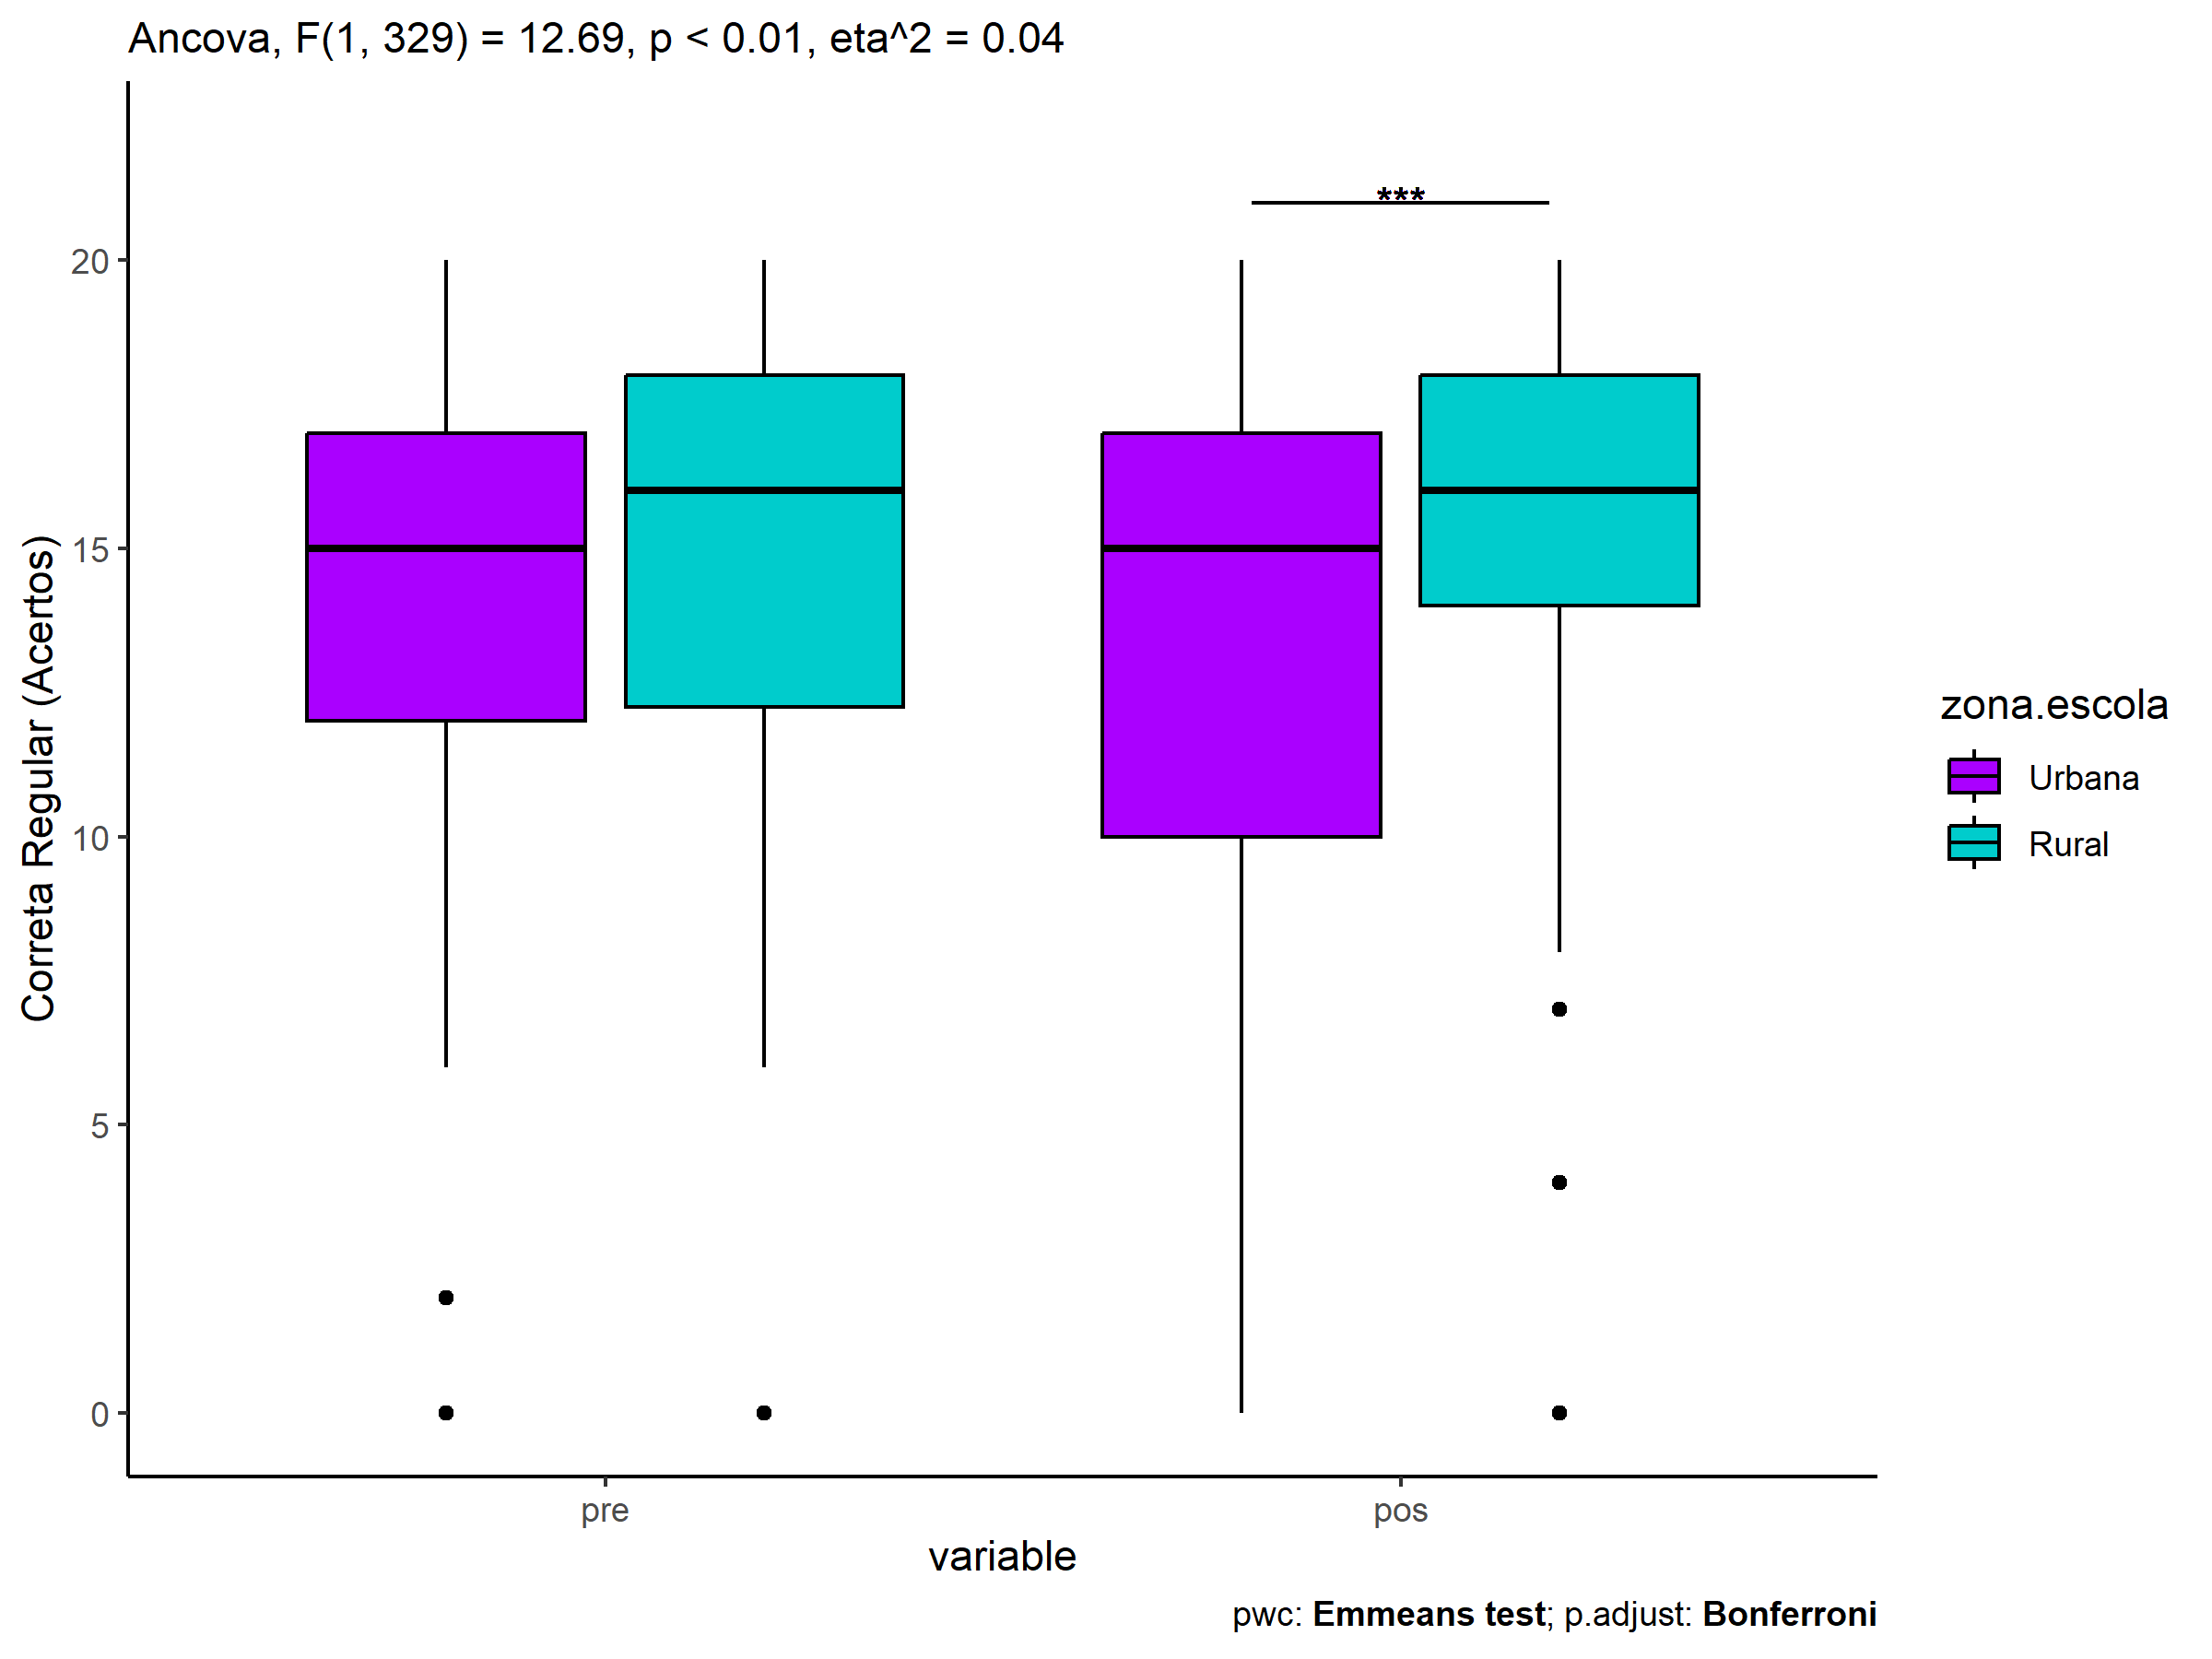 Ancova, F(1, 329) = 12.69, p < 0.01, eta^2 = 0.04
***
20
15
10
5
0
Correta Regular (Acertos)
pre
pos
variable
zona.escola
Urbana
Rural
pwc: Emmeans test; p.adjust: Bonferroni